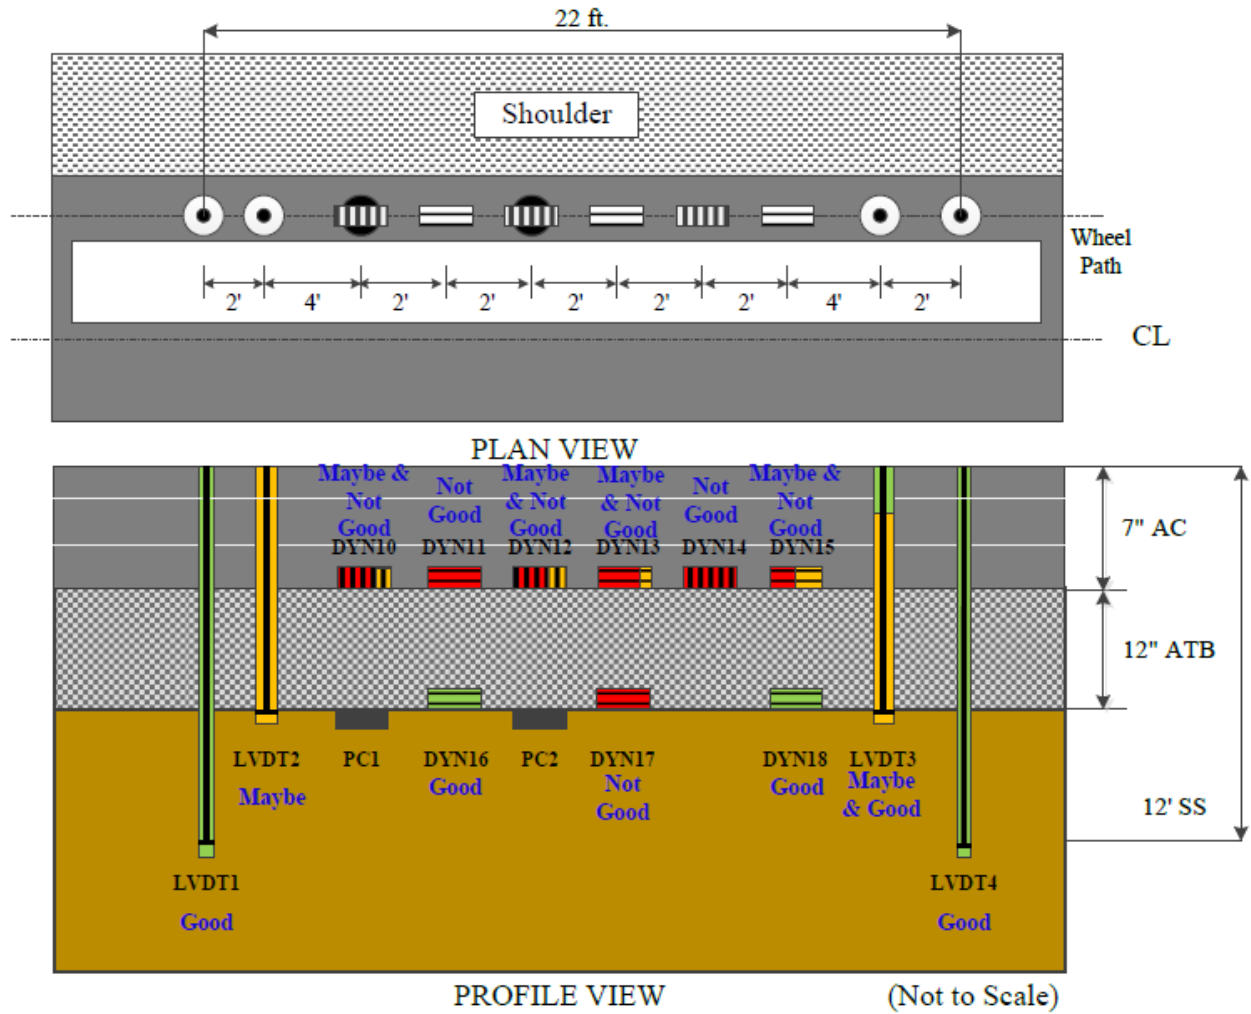 22 ft.
Shoulder
Wheel
Path
2' 4' 2' 2' 2' 2' 2' 4' 2'
CL
PLAN VIEW
Maybe &
Not
Good
DYN10
Not
Good
DYN11
Maybe
& Not
Good
DYN12
Maybe
& Not
Good
DYN13
Not
Good
DYN14
Maybe &
Not
Good
DYN15
7" AC
12" ATB
12' SS
LVDT2
Maybe
PC1
DYN16
Good
PC2
DYN17
Not
Good
DYN18
Good
LVDT3
Maybe
& Good
LVDT1
Good
LVDT4
Good
PROFILE VIEW
(Not to Scale)